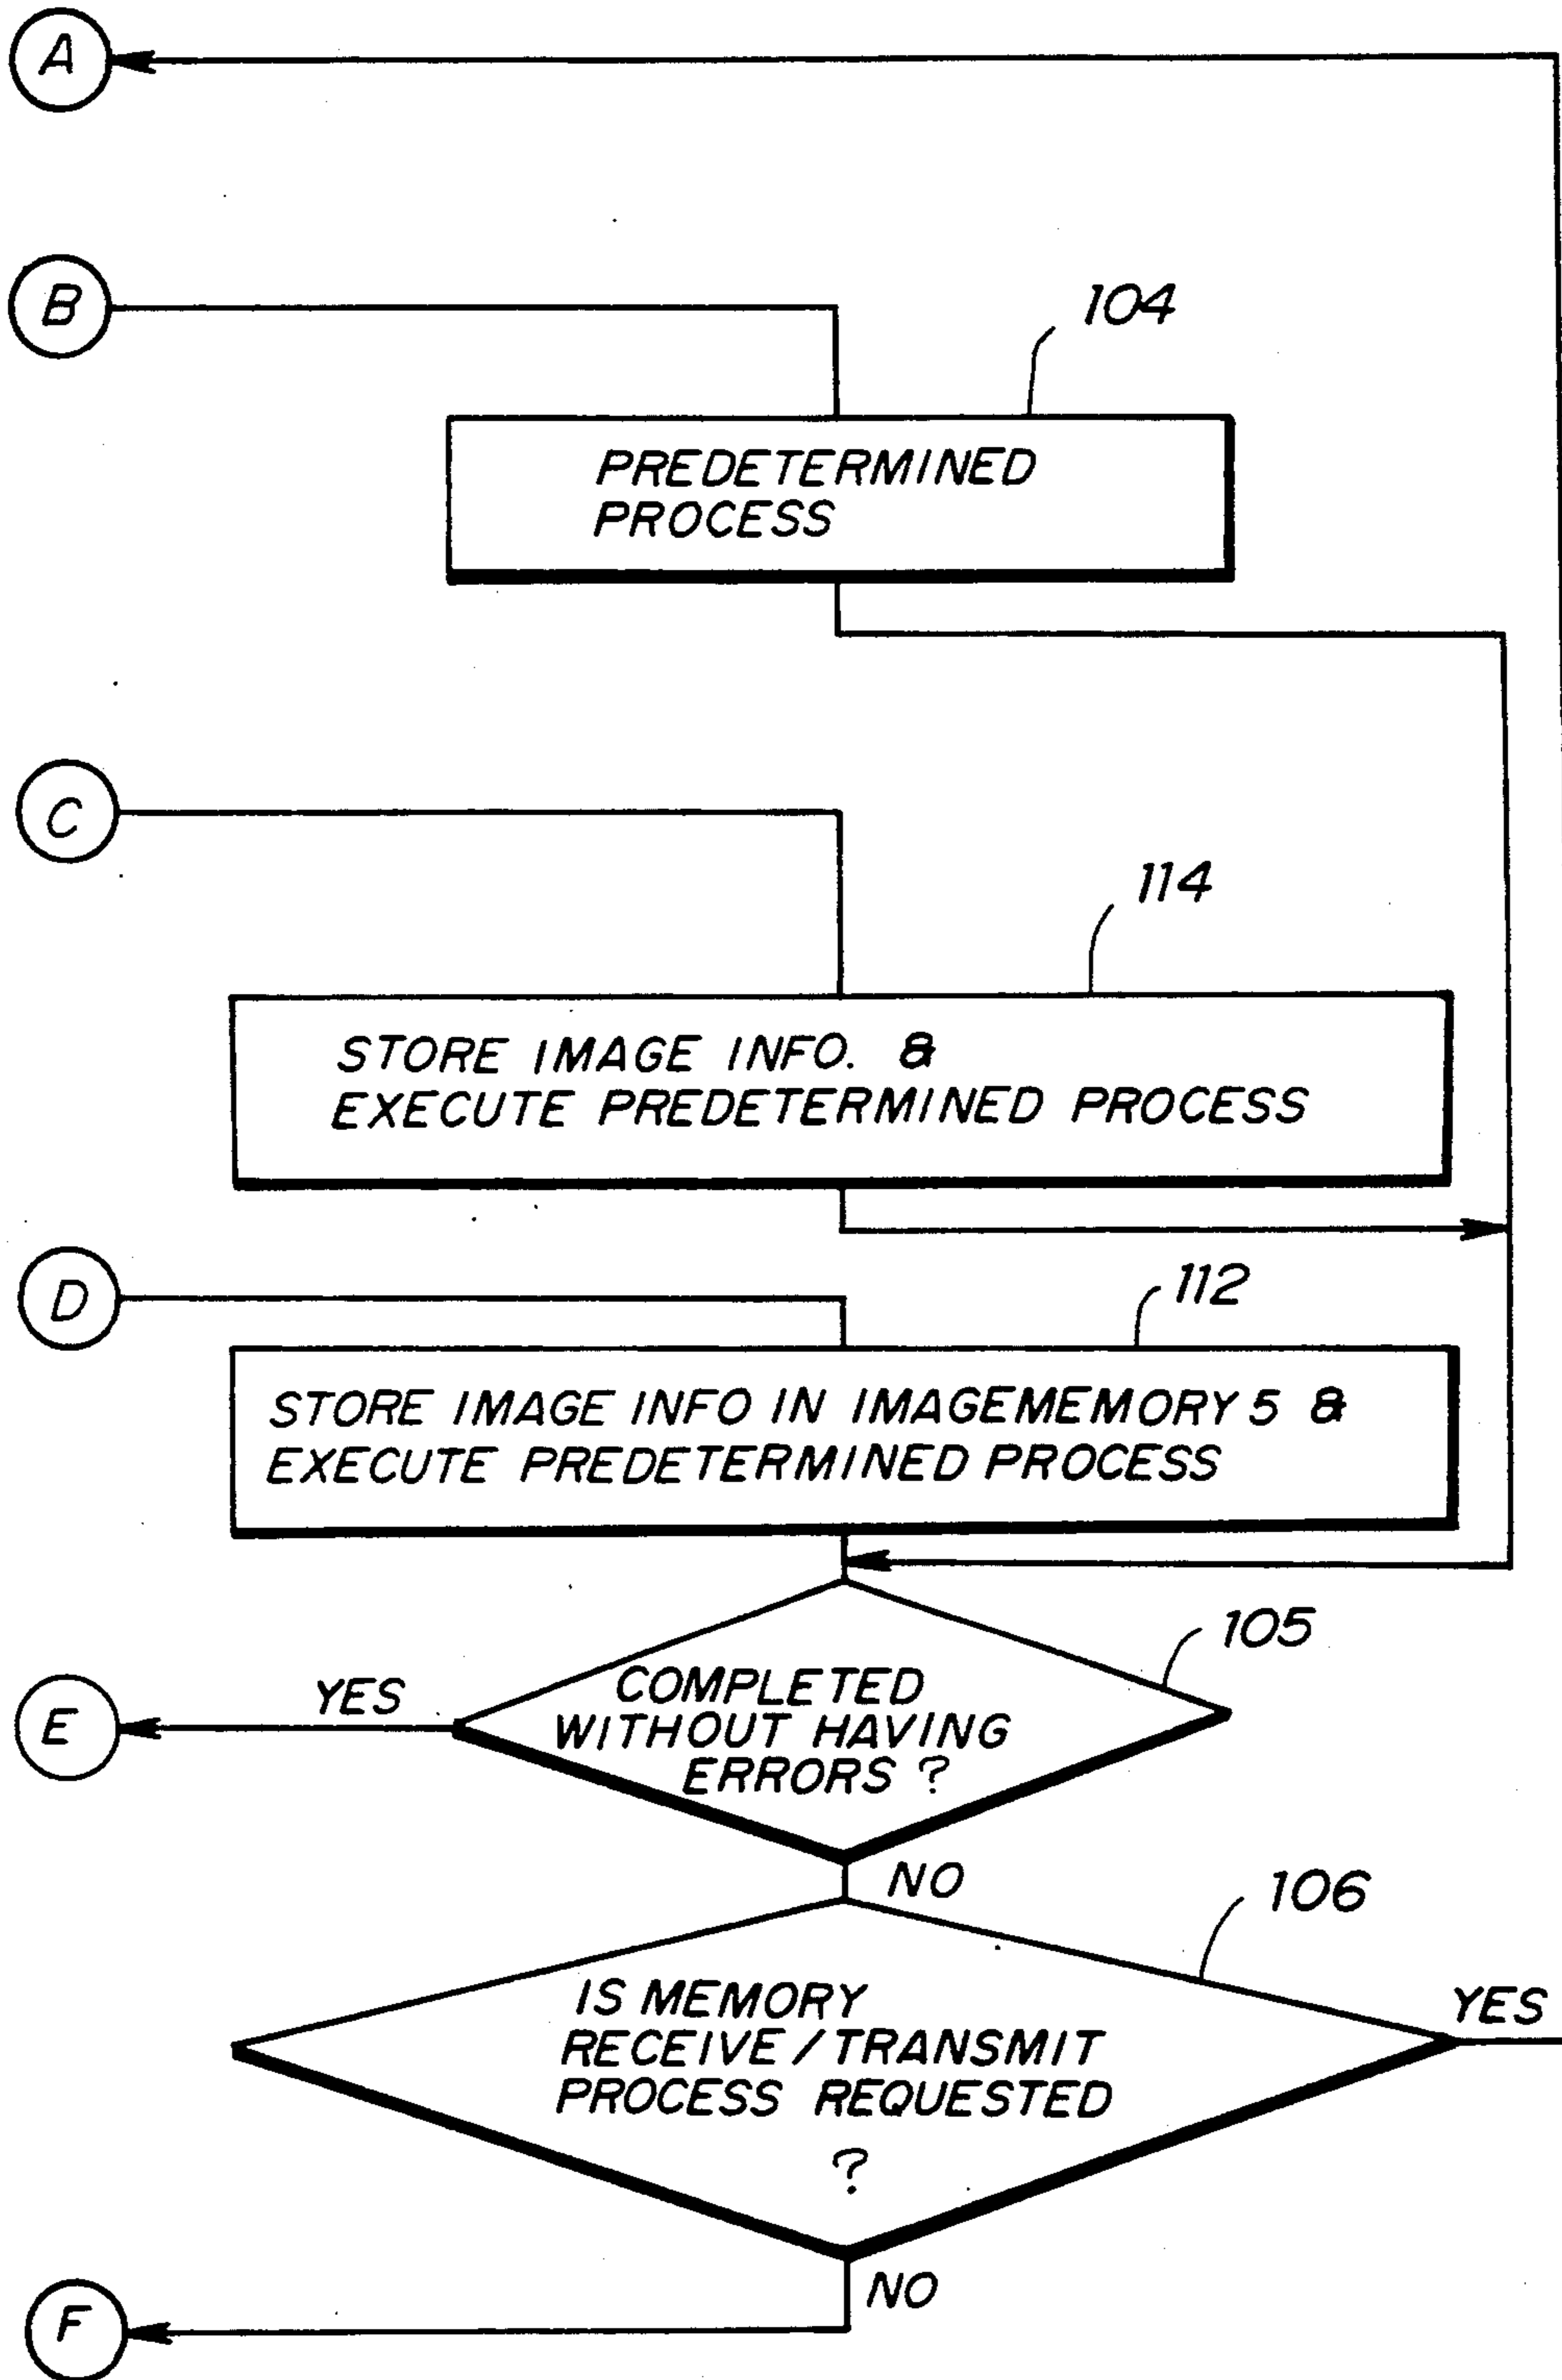 A
B
104
PREDETERMINED
PROCESS
C
114
STORE IMAGE INFO. &
EXECUTE PREDETERMINED PROCESS
D
112
STORE IMAGE INFO IN IMAGEMEMORY 5 &
EXECUTE PREDETERMINED PROCESS
105
COMPLETED
WITHOUT HAVING
ERRORS ?
YES
E
NO
106
IS MEMORY
RECEIVE / TRANSMIT
PROCESS REQUESTED
?
YES
NO
F